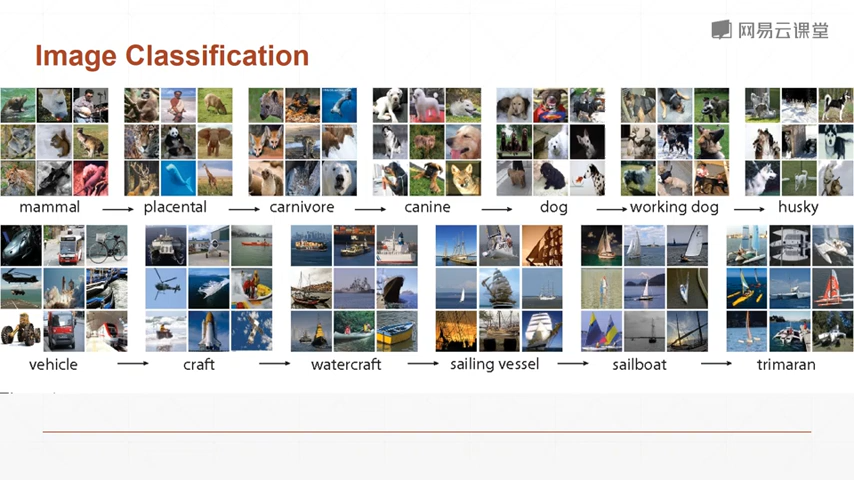 网易云课堂
Image Classification
mammal placental carnivore canine dog working dog husky
vehicle craft watercraft sailing vessel sailboat trimaran